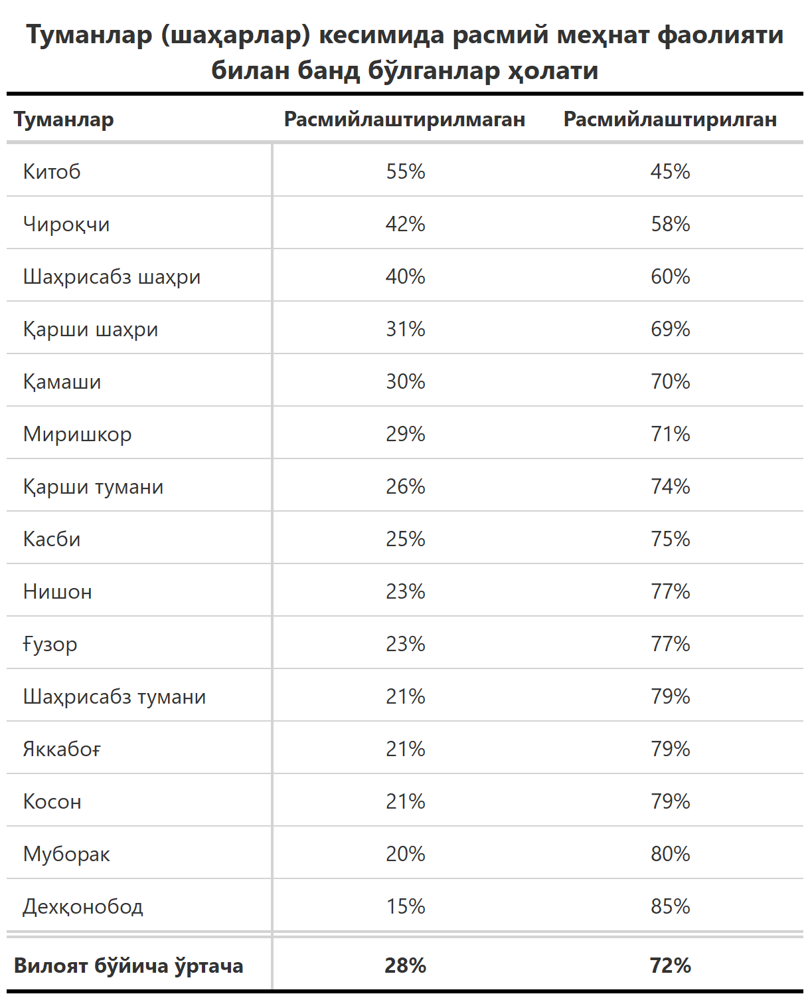 Туманлар (шаҳарлар) кесимида расмий меҳнат фаолияти
билан банд бўлганлар ҳолати
Туманлар Расмийлаштирилмаган Расмийлаштирилган
Китоб 55% 45%
Чироқчи 42% 58%
Шаҳрисабз шаҳри 40% 60%
Қарши шаҳри 31% 69%
Қамаши 30% 70%
Миришкор 29% 71%
Қарши тумани 26% 74%
Касби 25% 75%
Нишон 23% 77%
Ғузор 23% 77%
Шаҳрисабз тумани 21% 79%
Яккабоғ 21% 79%
Косон 21% 79%
Муборак 20% 80%
Дехқонобод 15% 85%
Вилоят бўйича ўртача 28% 72%